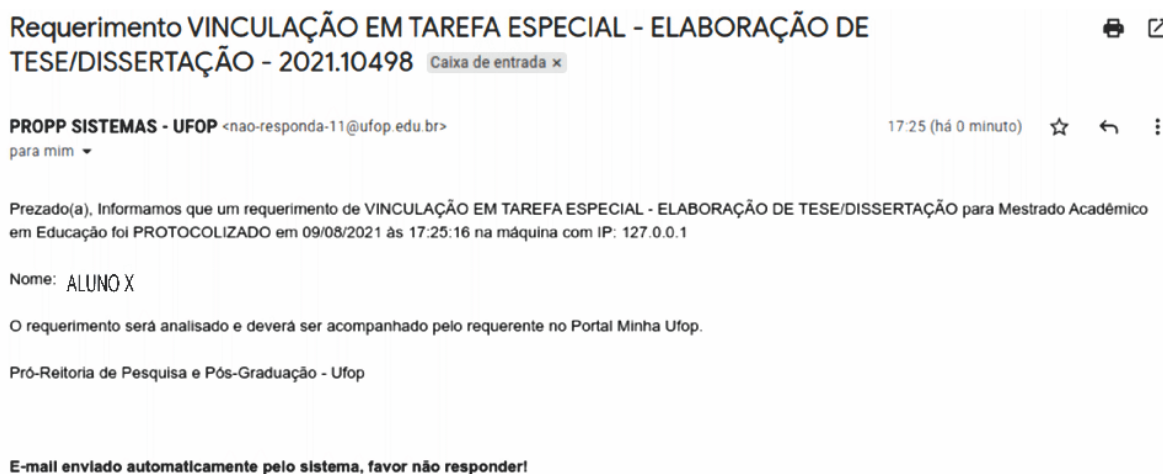 Requerimento VINCULAÇÃO EM TAREFA ESPECIAL - ELABORAÇÃO DE
TESE/DISSERTAÇÃO - 2021.10498 Caixa de entrada x
PROPP SISTEMAS - UFOP <nao-responda-11@ufop.edu.br> 17:25 (há 0 minuto)
para mim
Prezado(a), Informamos que um requerimento de VINCULAÇÃO EM TAREFA ESPECIAL - ELABORAÇÃO DE TESE/DISSERTAÇÃO para Mestrado Acadêmico
em Educação foi PROTOCOLIZADO em 09/08/2021 às 17:25:16 na máquina com IP: 127.0.0.1
Nome: ALUNO X
O requerimento será analisado e deverá ser acompanhado pelo requerente no Portal Minha Ufop.
Pró-Reitoria de Pesquisa e Pós-Graduação - Ufop
E-mail enviado automaticamente pelo sistema, favor não responder!